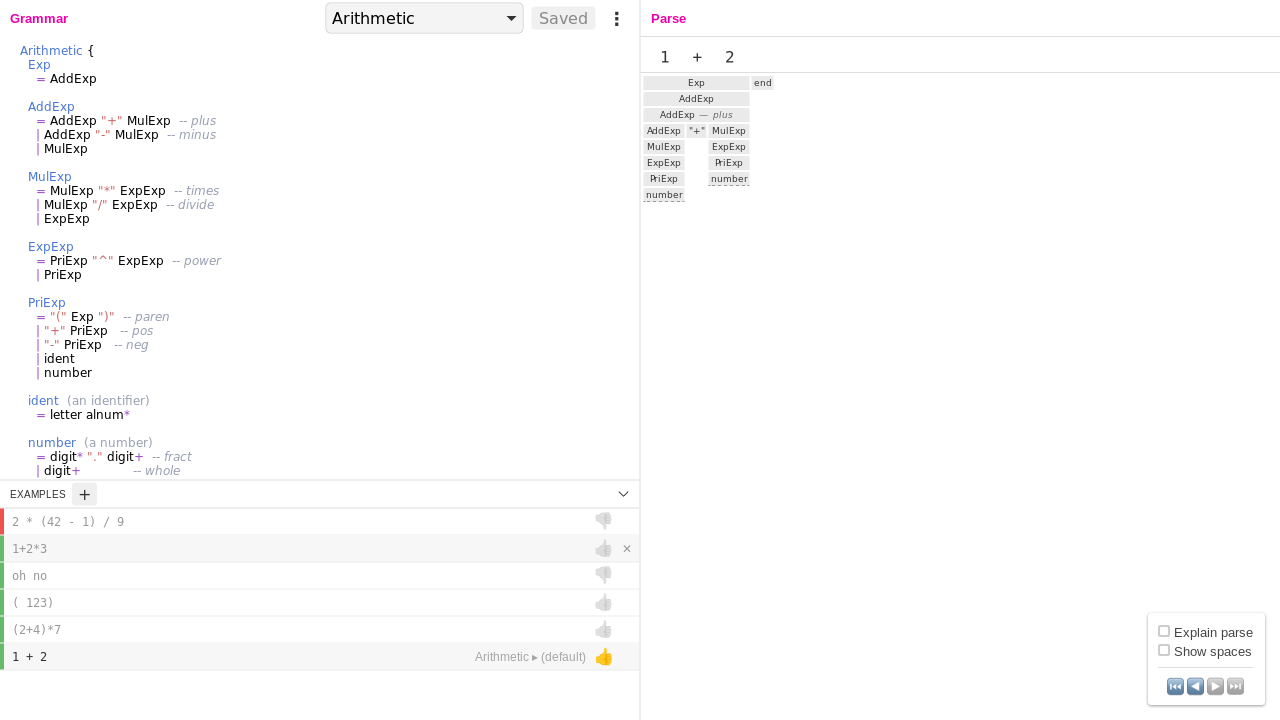 Grammar
Arithmetic
Saved
Parse
Arithmetic {
Exp
= AddExp
AddExp
= AddExp "+" MulExp -- plus
| AddExp "-" MulExp -- minus
| MulExp
MulExp
= MulExp "*" ExpExp -- times
| MulExp "/" ExpExp -- divide
| ExpExp
ExpExp
= PriExp "^" ExpExp -- power
| PriExp
PriExp
= "(" Exp ")" -- paren
| "+" PriExp -- pos
| "-" PriExp -- neg
| ident
| number
ident (an identifier)
= letter alnum*
number (a number)
= digit* "." digit+ -- fract
| digit+ -- whole
EXAMPLES +
2 * (42 - 1) / 9
1+2*3 ×
oh no
( 123)
(2+4)*7
1 + 2 Arithmetic ▸ (default)
1 + 2
Exp end
AddExp
AddExp — plus
AddExp "+" MulExp
MulExp ExpExp
ExpExp PriExp
PriExp number
number
Explain parse
Show spaces